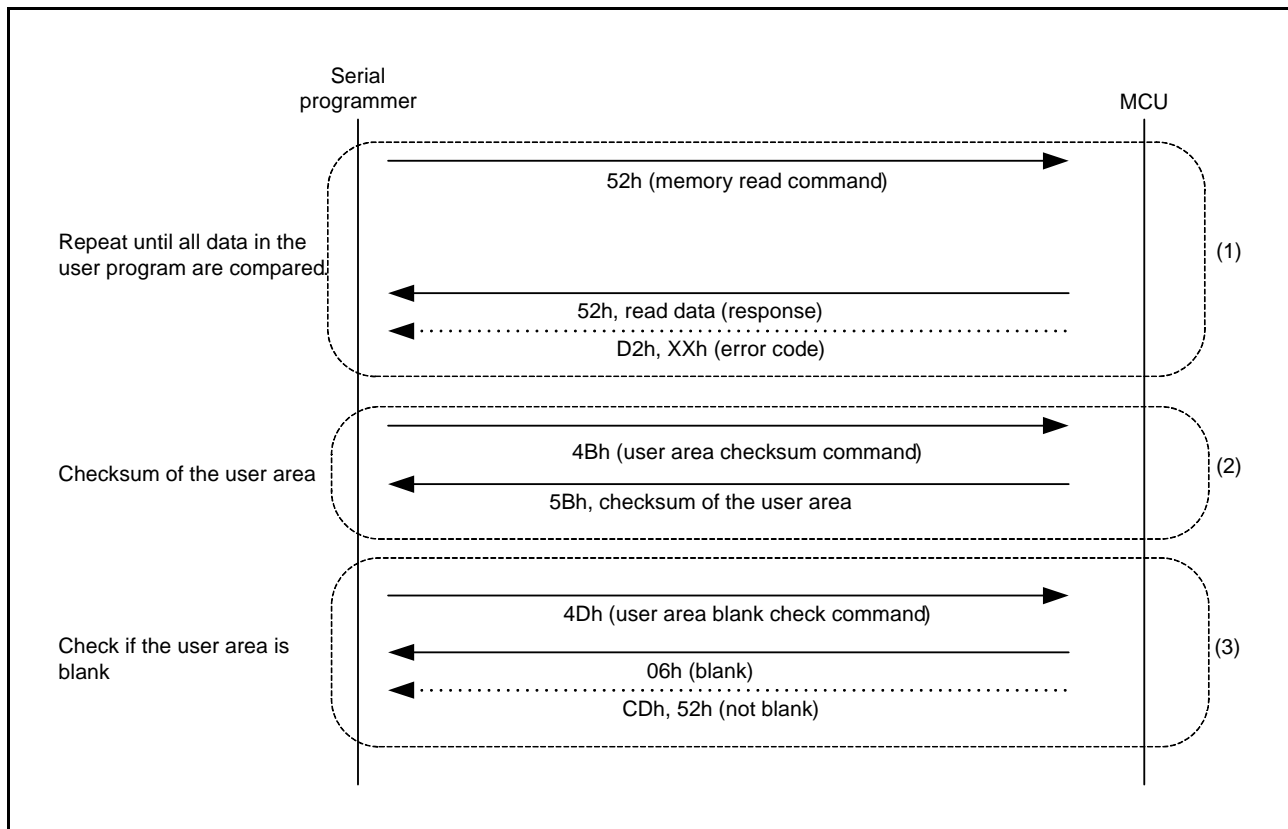 Serial
programmer
MCU
52h (memory read command)
Repeat until all data in the
user program are compared.
(1)
52h, read data (response)
D2h, XXh (error code)
4Bh (user area checksum command)
Checksum of the user area
(2)
5Bh, checksum of the user area
4Dh (user area blank check command)
Check if the user area is
blank
(3)
06h (blank)
CDh, 52h (not blank)